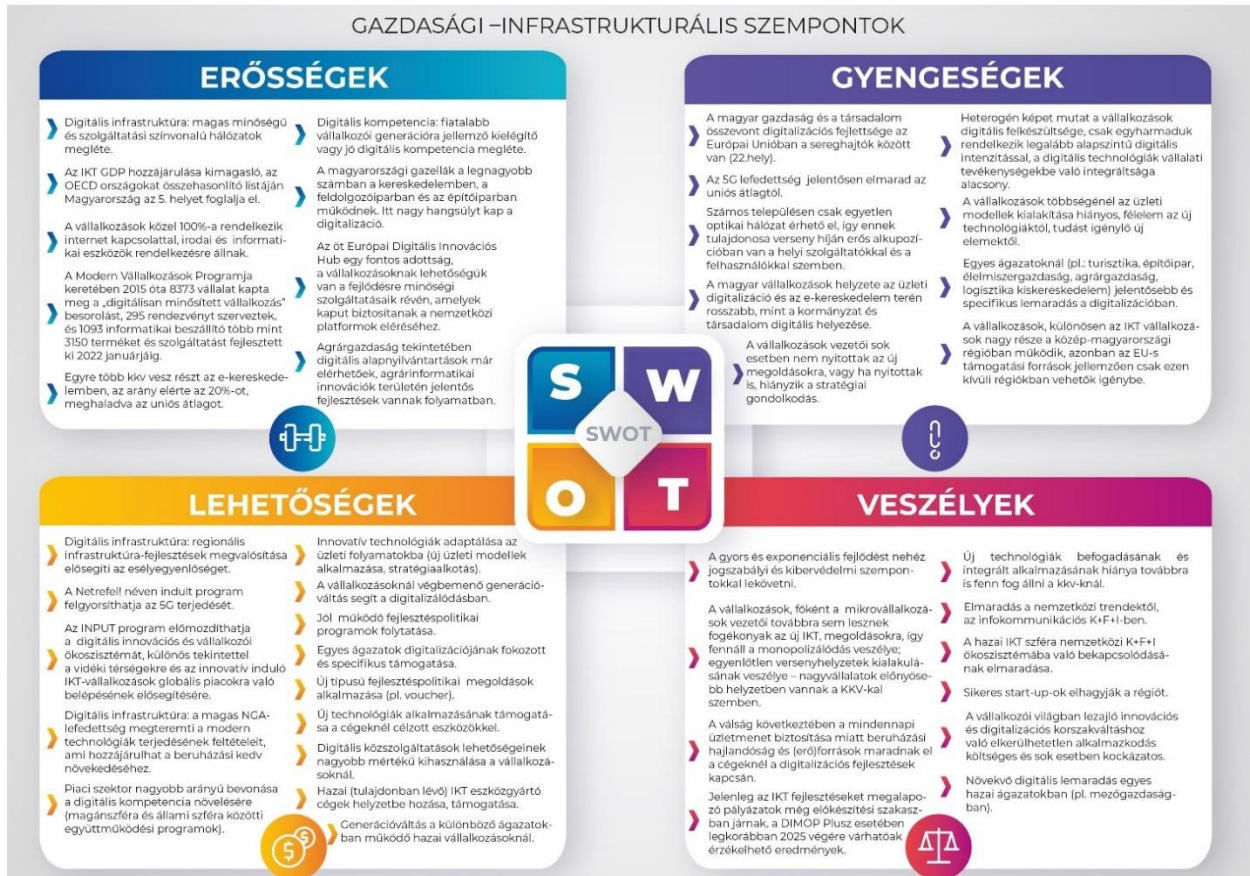 GAZDASÁGI –INFRASTRUKTURÁLIS SZEMPONTOK
ERŐSSÉGEK
Digitális infrastruktúra: magas minőségű
és szolgáltatási színvonalú hálózatok
megléte.
Az IKT GDP hozzájárulása kimagasló, az
OECD országokat összehasonlító listáján
Magyarország az 5. helyet foglalja el.
A vállalkozások közel 100%-a rendelkezik
internet kapcsolattal, irodai és informati-
kai eszközök rendelkezésre állnak.
A Modern Vállalkozások Programja
keretében 2015 óta 8373 vállalat kapta
meg a „digitálisan minősített vállalkozás”
besorolást, 295 rendezvényt szerveztek,
és 1093 informatikai beszállító több mint
3150 terméket és szolgáltatást fejlesztett
ki 2022 januárjáig.
Egyre több kkv vesz részt az e-kereskede-
lemben, az arány elérte az 20%-ot,
meghaladva az uniós átlagot.
Digitális kompetencia: fiatalabb
vállalkozói generációra jellemző kielégítő
vagy jó digitális kompetencia megléte.
A magyarországi gazellák a legnagyobb
számban a kereskedelemben, a
feldolgozóiparban és az építőiparban
működnek. Itt nagy hangsúlyt kap a
digitalizáció.
Az öt Európai Digitális Innovációs
Hub egy fontos adottság,
a vállalkozásoknak lehetőségük
van a fejlődésre minőségi
szolgáltatásaik révén, amelyek
kaput biztosítanak a nemzetközi
platformok eléréséhez.
Agrárgazdaság tekintetében
digitális alapnyilvántartások már
elérhetőek, agrárinformatikai
innovációk területén jelentős
fejlesztések vannak folyamatban.
GYENGESÉGEK
A magyar gazdaság és a társadalom
összevont digitalizációs fejlettsége az
Európai Unióban a sereghajtók között
van (22.hely).
Az 5G lefedettség jelentősen elmarad az
uniós átlagtól.
Számos településen csak egyetlen
optikai hálózat érhető el, így ennek
tulajdonosa verseny híján erős alkupozí-
cióban van a helyi szolgáltatókkal és a
felhasználókkal szemben.
A magyar vállalkozások helyzete az üzleti
digitalizáció és az e-kereskedelem terén
rosszabb, mint a kormányzat és
társadalom digitális helyezése.
A vállalkozások vezetői sok
esetben nem nyitottak az új
megoldásokra, vagy ha nyitottak
is, hiányzik a stratégiai
gondolkodás.
Heterogén képet mutat a vállalkozások
digitális felkészültsége, csak egyharmaduk
rendelkezik legalább alapszintű digitális
intenzitással, a digitális technológiák vállalati
tevékenységekbe való integráltsága
alacsony.
A vállalkozások többségénél az üzleti
modellek kialakítása hiányos, félelem az új
technológiáktól, tudást igénylő új
elemektől.
Egyes ágazatoknál (pl.: turisztika, építőipar,
élelmiszergazdaság, agrárgazdaság,
logisztika kiskereskedelem) jelentősebb és
specifikus lemaradás a digitalizációban.
A vállalkozások, különösen az IKT vállalkozá-
sok nagy része a közép-magyarországi
régióban működik, azonban az EU-s
támogatási források jellemzően csak ezen
kívüli régiókban vehetők igénybe.
S W
SWOT
O T
LEHETŐSÉGEK
Digitális infrastruktúra: regionális
infrastruktúra-fejlesztések megvalósítása
elősegíti az esélyegyenlőséget.
A Netrefel! néven indult program
felgyorsíthatja az 5G terjedését.
Az INPUT program előmozdíthatja
a digitális innovációs és vállalkozói
ökoszisztémát, különös tekintettel
a vidéki térségekre és az innovatív induló
IKT-vállalkozások globális piacokra való
belépésének elősegítésére.
Digitális infrastruktúra: a magas NGA-
lefedettség megteremti a modern
technológiák terjedésének feltételeit,
ami hozzájárulhat a beruházási kedv
növekedéséhez.
Piaci szektor nagyobb arányú bevonása
a digitális kompetencia növelésére
(magánszféra és állami szféra közötti
együttműködési programok).
Innovatív technológiák adaptálása az
üzleti folyamatokba (új üzleti modellek
alkalmazása, stratégiaalkotás).
A vállalkozásoknál végbemenő generáció-
váltás segít a digitalizálódásban.
Jól működő fejlesztéspolitikai
programok folytatása.
Egyes ágazatok digitalizációjának fokozott
és specifikus támogatása.
Új típusú fejlesztéspolitikai megoldások
alkalmazása (pl. voucher).
Új technológiák alkalmazásának támogatá-
sa a cégeknél célzott eszközökkel.
Digitális közszolgáltatások lehetőségeinek
nagyobb mértékű kihasználása a vállalkozá-
soknál.
Hazai (tulajdonban lévő) IKT eszközgyártó
cégek helyzetbe hozása, támogatása.
Generációváltás a különböző ágazatok-
ban működő hazai vállalkozásoknál.
VESZÉLYEK
A gyors és exponenciális fejlődést nehéz
jogszabályi és kibervédelmi szempon-
tokkal lekövetni.
A vállalkozások, főként a mikrovállalkozá-
sok vezetői továbbra sem lesznek
fogékonyak az új IKT, megoldásokra, így
fennáll a monopolizálódás veszélye;
egyenlőtlen versenyhelyzetek kialakulá-
sának veszélye – nagyvállalatok előnyöse-
bb helyzetben vannak a KKV-kal
szemben.
A válság következtében a mindennapi
üzletmenet biztosítása miatt beruházási
hajlandóság és (erő)források maradnak el
a cégeknél a digitalizációs fejlesztések
kapcsán.
Jelenleg az IKT fejlesztéseket megalapo-
zó pályázatok még előkészítési szakasz-
ban járnak, a DIMOP Plusz esetében
legkorábban 2025 végére várhatóak
érzékelhető eredmények.
Új technológiák befogadásának és
integrált alkalmazásának hiánya továbbra
is fenn fog állni a kkv-knál.
Elmaradás a nemzetközi trendektől,
az infokommunikációs K+F+I-ben.
A hazai IKT szféra nemzetközi K+F+I
ökoszisztémába való bekapcsolódásá-
nak elmaradása.
Sikeres start-up-ok elhagyják a régiót.
A vállalkozói világban lezajló innovációs
és digitalizációs korszakváltáshoz
való elkerülhetetlen alkalmazkodás
költséges és sok esetben kockázatos.
Növekvő digitális lemaradás egyes
hazai ágazatokban (pl. mezőgazdaság-
ban).